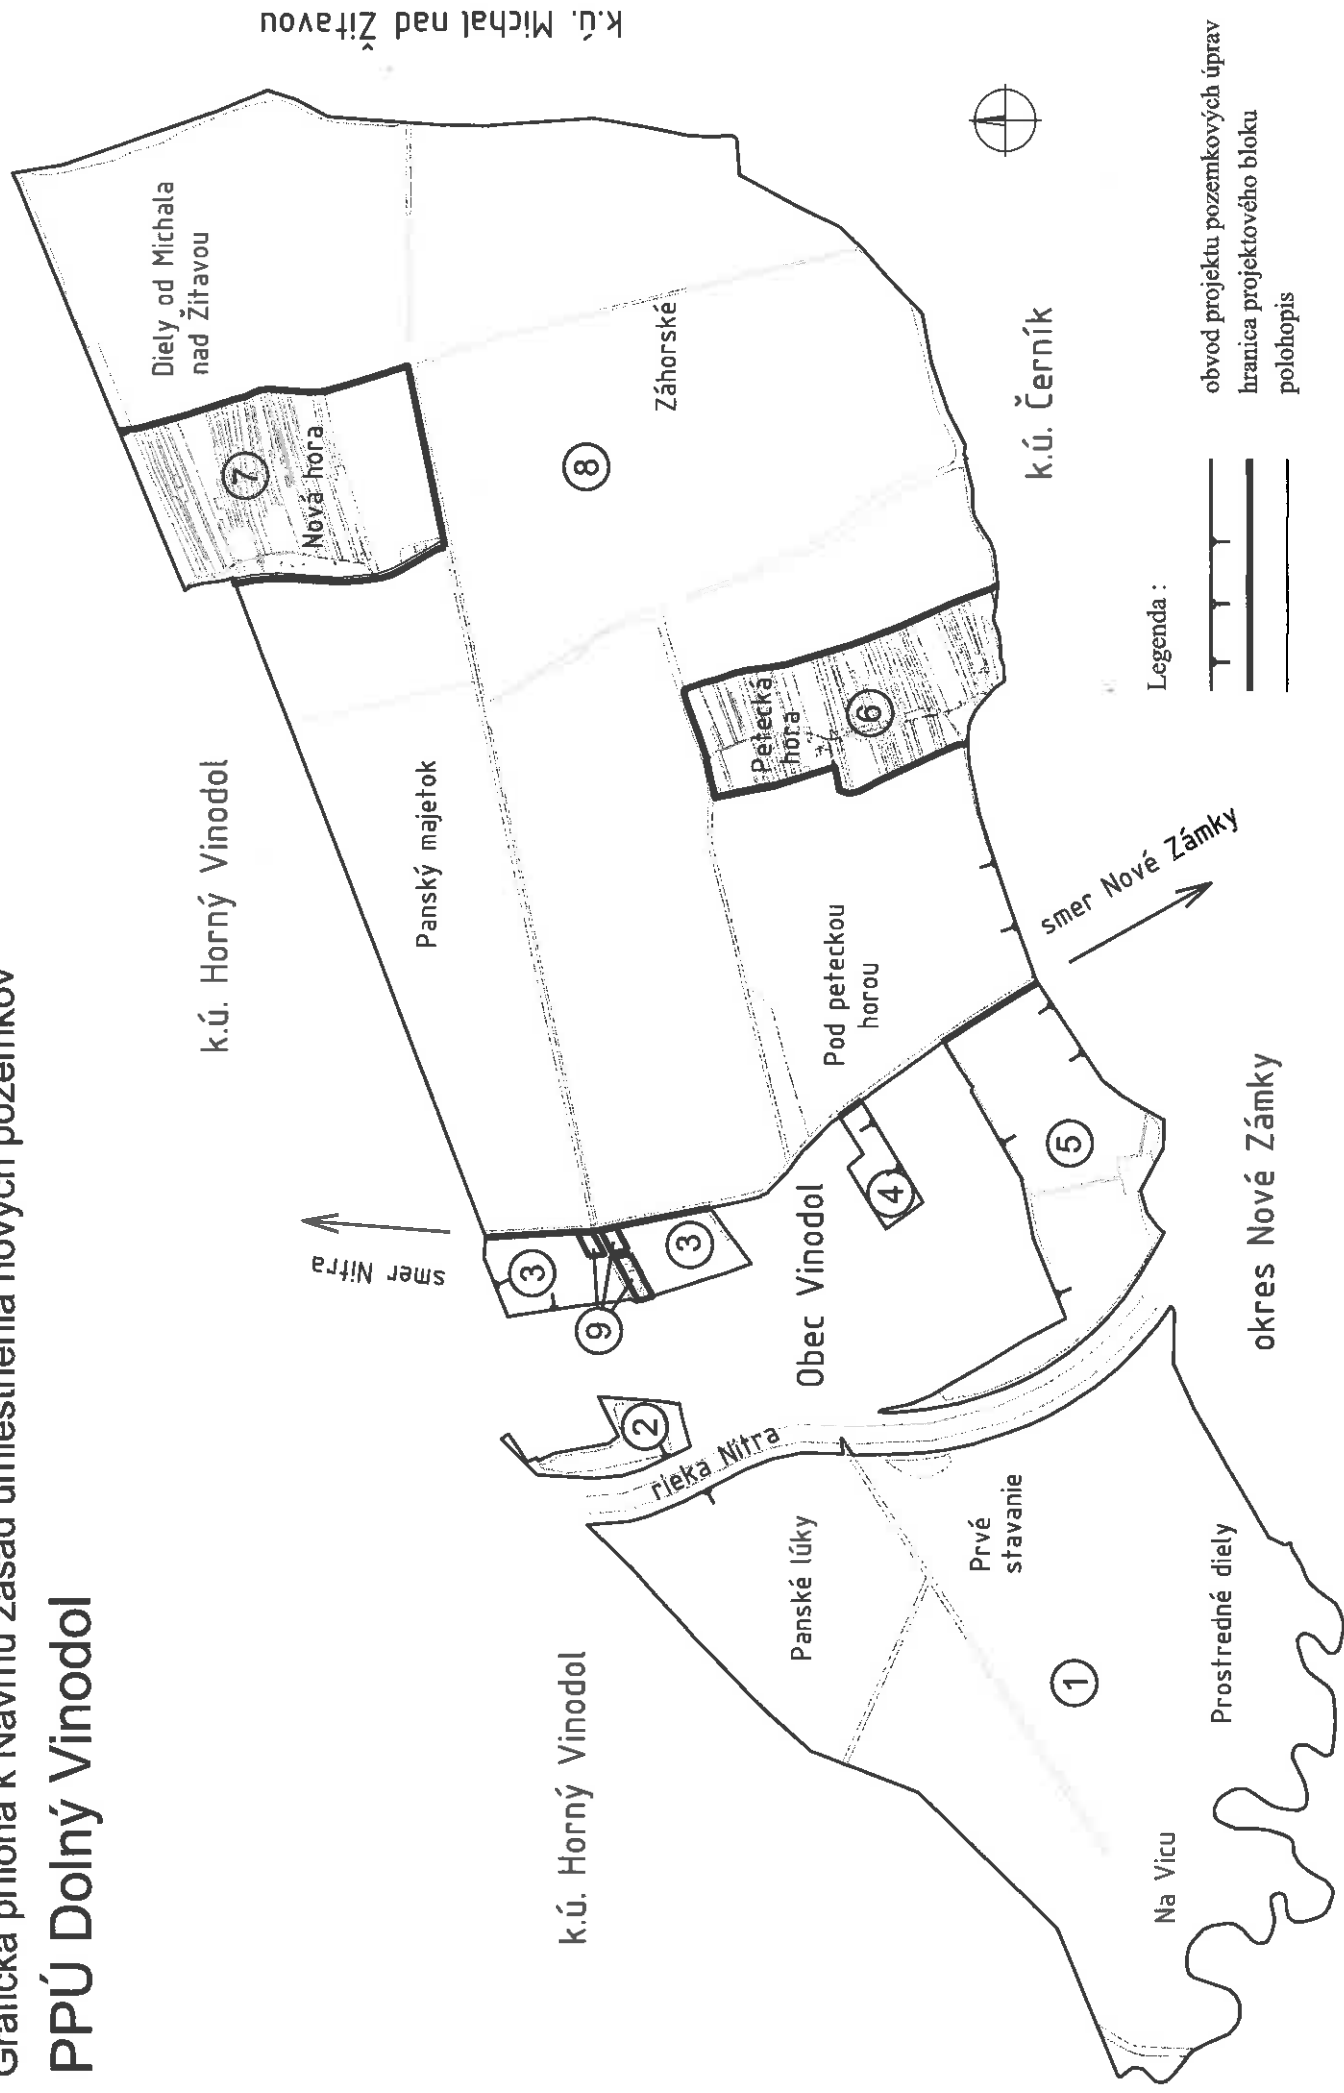 Grafická príloha k Návrhu zásad umiestnenia nových pozemkov
PPÚ Dolný Vinodol
k.ú. Horný Vinodol
k.ú. Horný Vinodol
k.ú. Michal nad Žitavou
Diely od Michala
nad Žitavou
7
Nová hora
Panský majetok
8
Záhorské
smer Nitra
3
9
3
2
rieka Nitra
Obec Vinodol
4
Pod peteckou
horou
Petecká
hora
6
k.ú. Černík
Panské lúky
Prvé
stavanie
5
smer Nové Zámky
1
Prostredné diely
Na Vicu
okres Nové Zámky
Legenda :
obvod projektu pozemkových úprav
hranica projektového bloku
polohopis